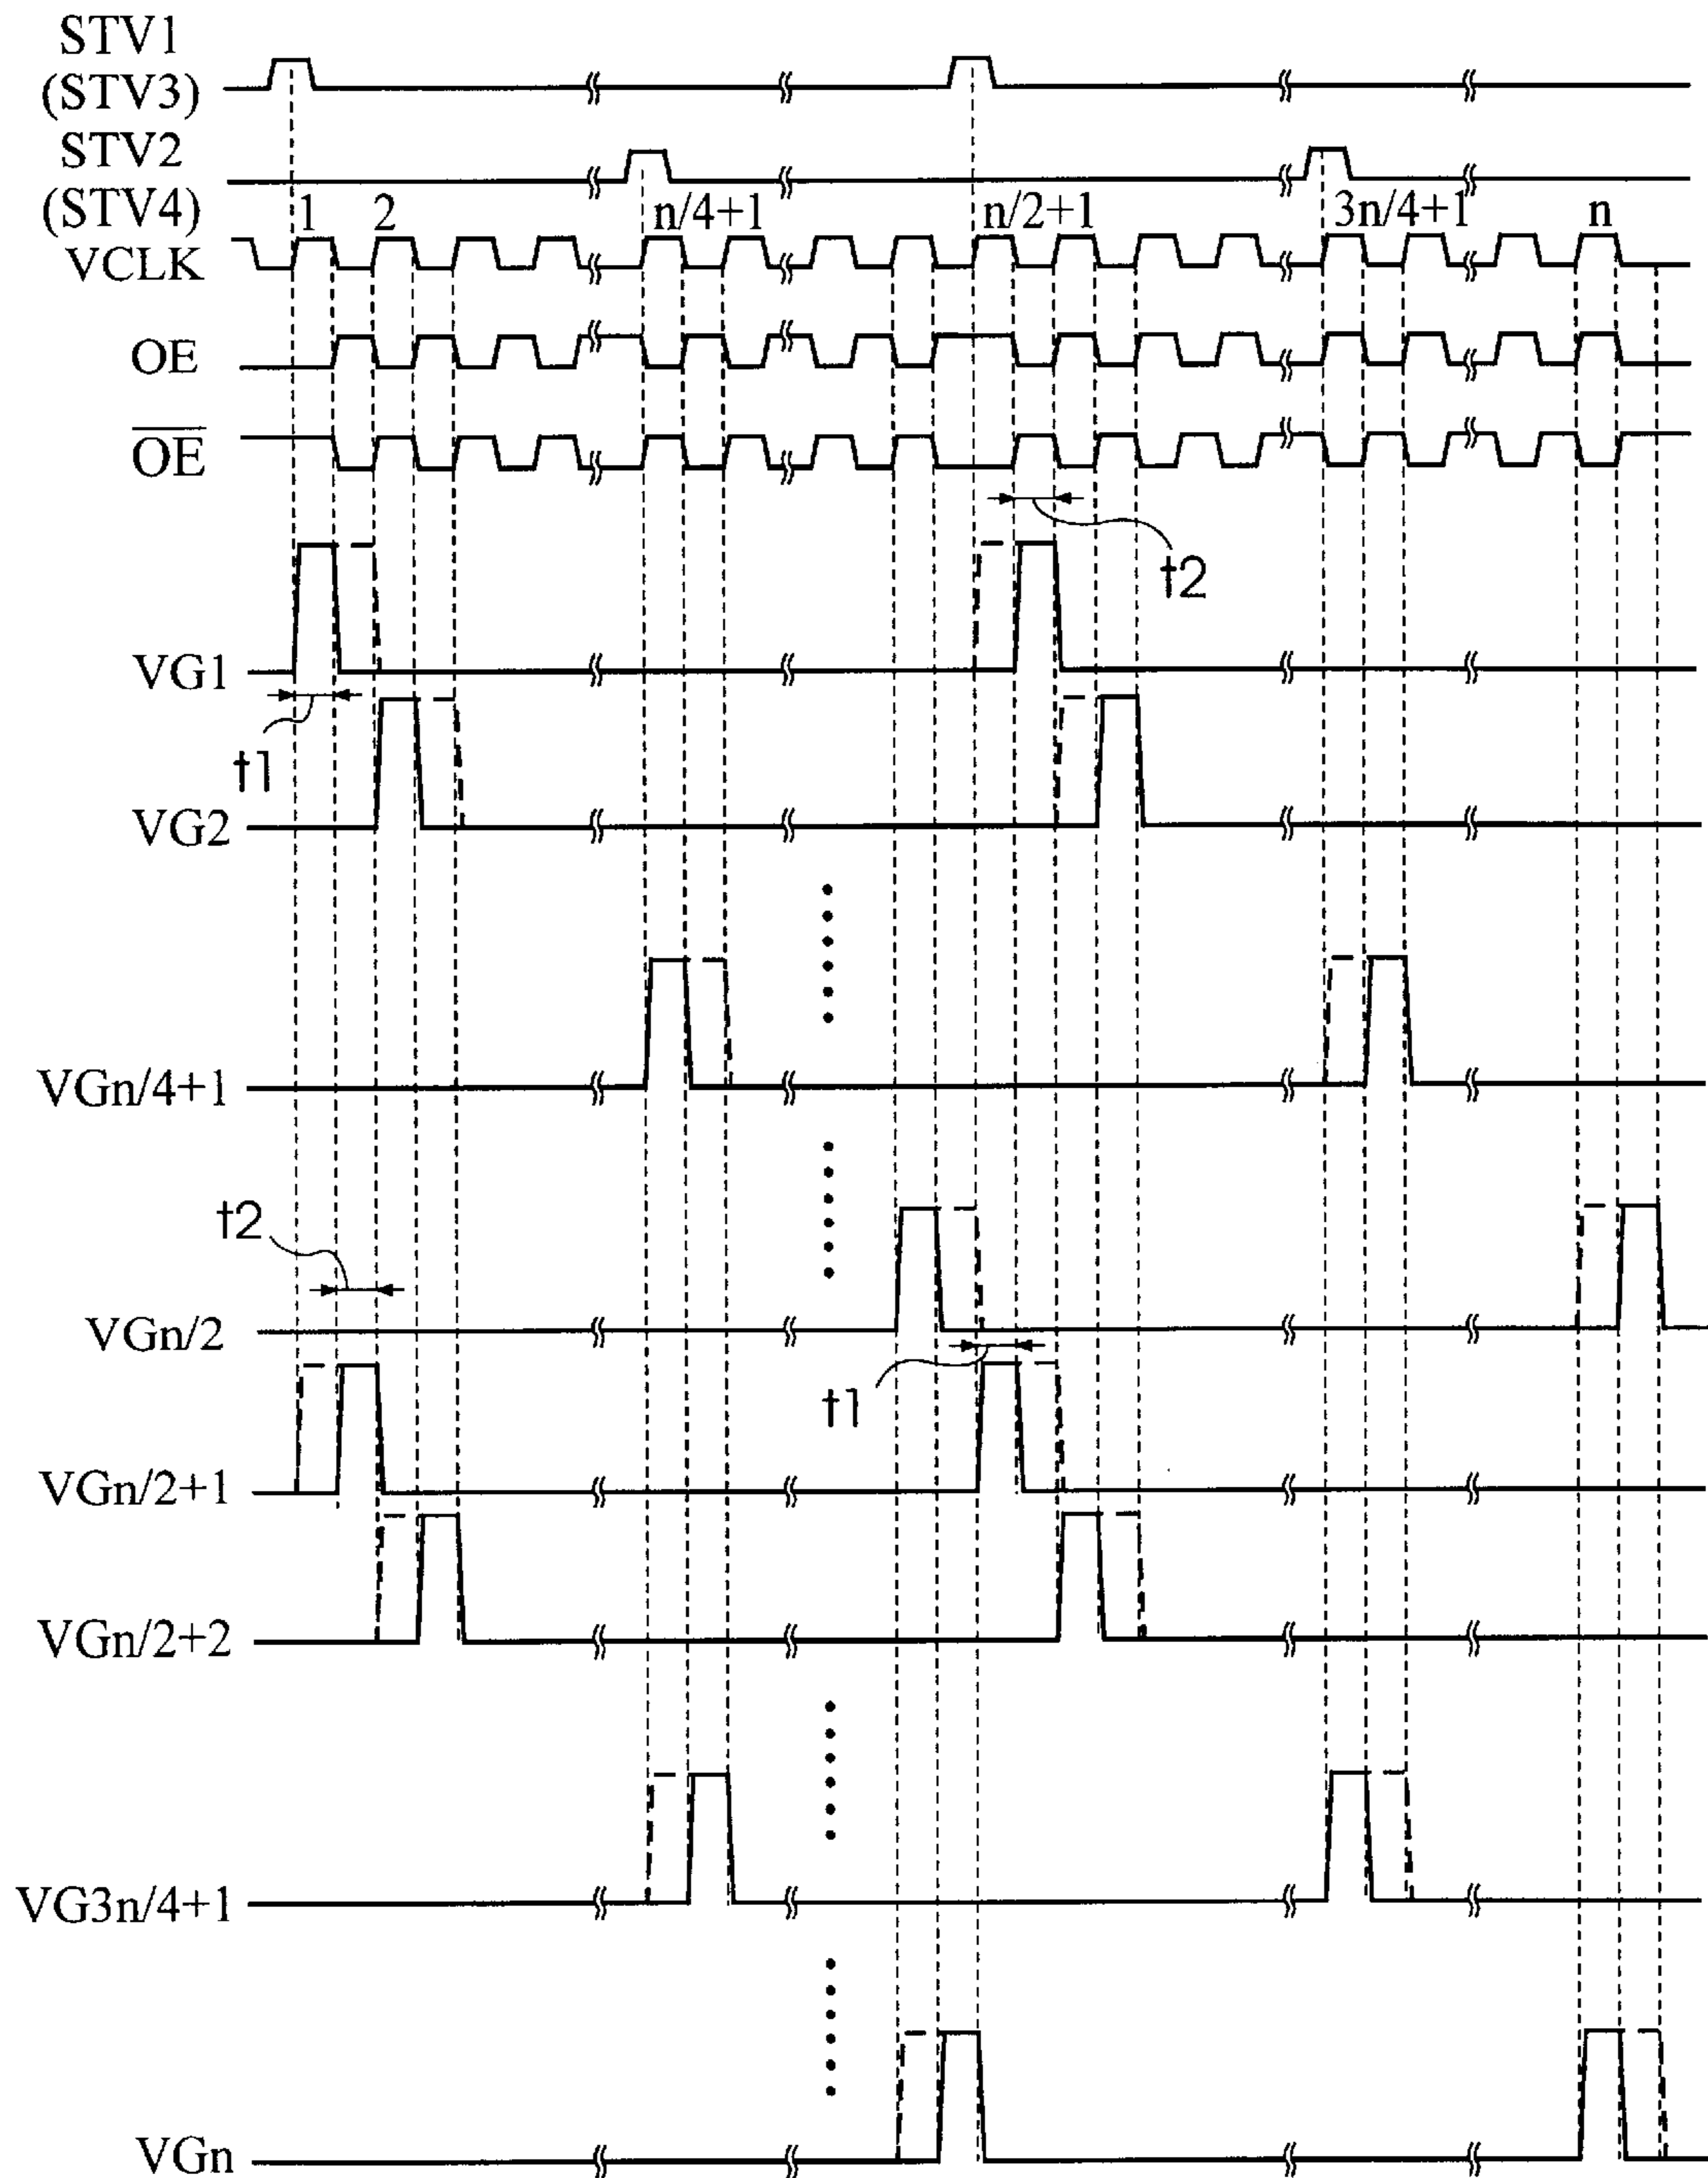 STV1
(STV3)
STV2
(STV4)
1 2 n/4+1 n/2+1 3n/4+1 n
VCLK
OE
O̅E̅
t2
VG1
t1
VG2
VGn/4+1
t2
VGn/2
t1
VGn/2+1
VGn/2+2
VG3n/4+1
VGn